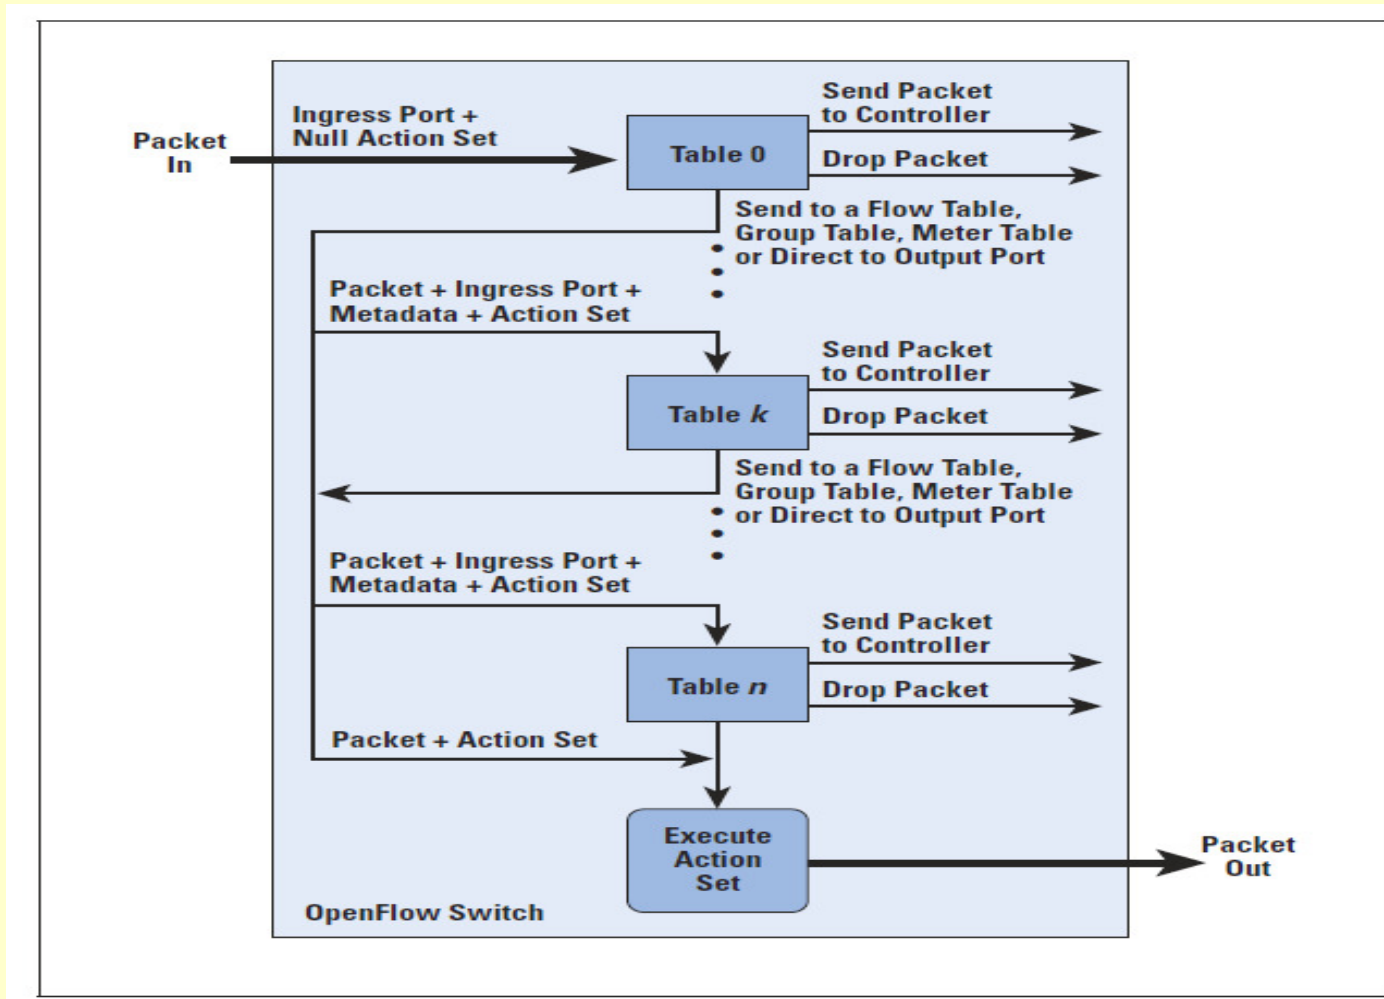 Packet
In
Ingress Port +
Null Action Set
Table 0
Send Packet
to Controller
Drop Packet
Send to a Flow Table,
Group Table, Meter Table
or Direct to Output Port
Packet + Ingress Port +
Metadata + Action Set
Table k
Send Packet
to Controller
Drop Packet
Send to a Flow Table,
Group Table, Meter Table
or Direct to Output Port
Packet + Ingress Port +
Metadata + Action Set
Table n
Send Packet
to Controller
Drop Packet
Packet + Action Set
Execute
Action
Set
Packet
Out
OpenFlow Switch